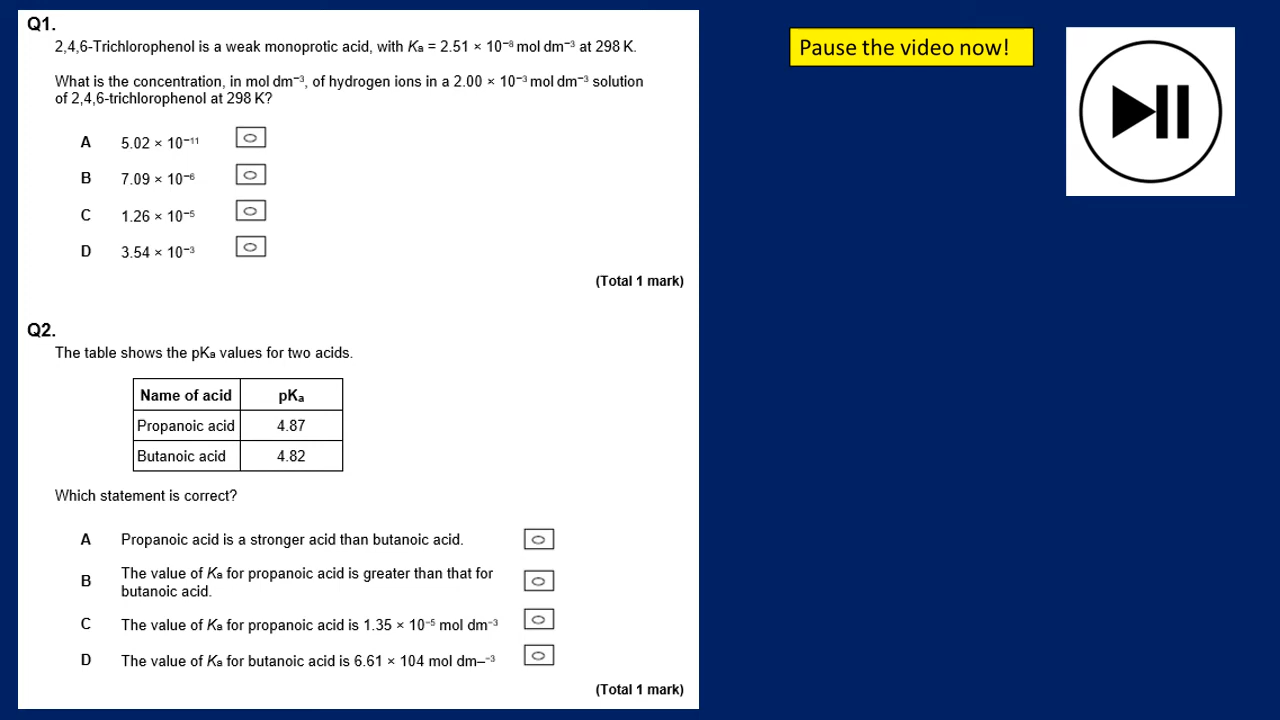 Q1.
2,4,6-Trichlorophenol is a weak monoprotic acid, with Kₐ = 2.51 × 10⁻⁸ mol dm⁻³ at 298 K.
What is the concentration, in mol dm⁻³, of hydrogen ions in a 2.00 × 10⁻³ mol dm⁻³ solution
of 2,4,6-trichlorophenol at 298 K?
A 5.02 × 10⁻¹¹
B 7.09 × 10⁻⁶
C 1.26 × 10⁻⁵
D 3.54 × 10⁻³
(Total 1 mark)
Q2.
The table shows the pKₐ values for two acids.
Name of acid pKₐ
Propanoic acid 4.87
Butanoic acid 4.82
Which statement is correct?
A Propanoic acid is a stronger acid than butanoic acid.
B The value of Kₐ for propanoic acid is greater than that for
butanoic acid.
C The value of Kₐ for propanoic acid is 1.35 × 10⁻⁵ mol dm⁻³
D The value of Kₐ for butanoic acid is 6.61 × 104 mol dm–⁻³
(Total 1 mark)
Pause the video now!